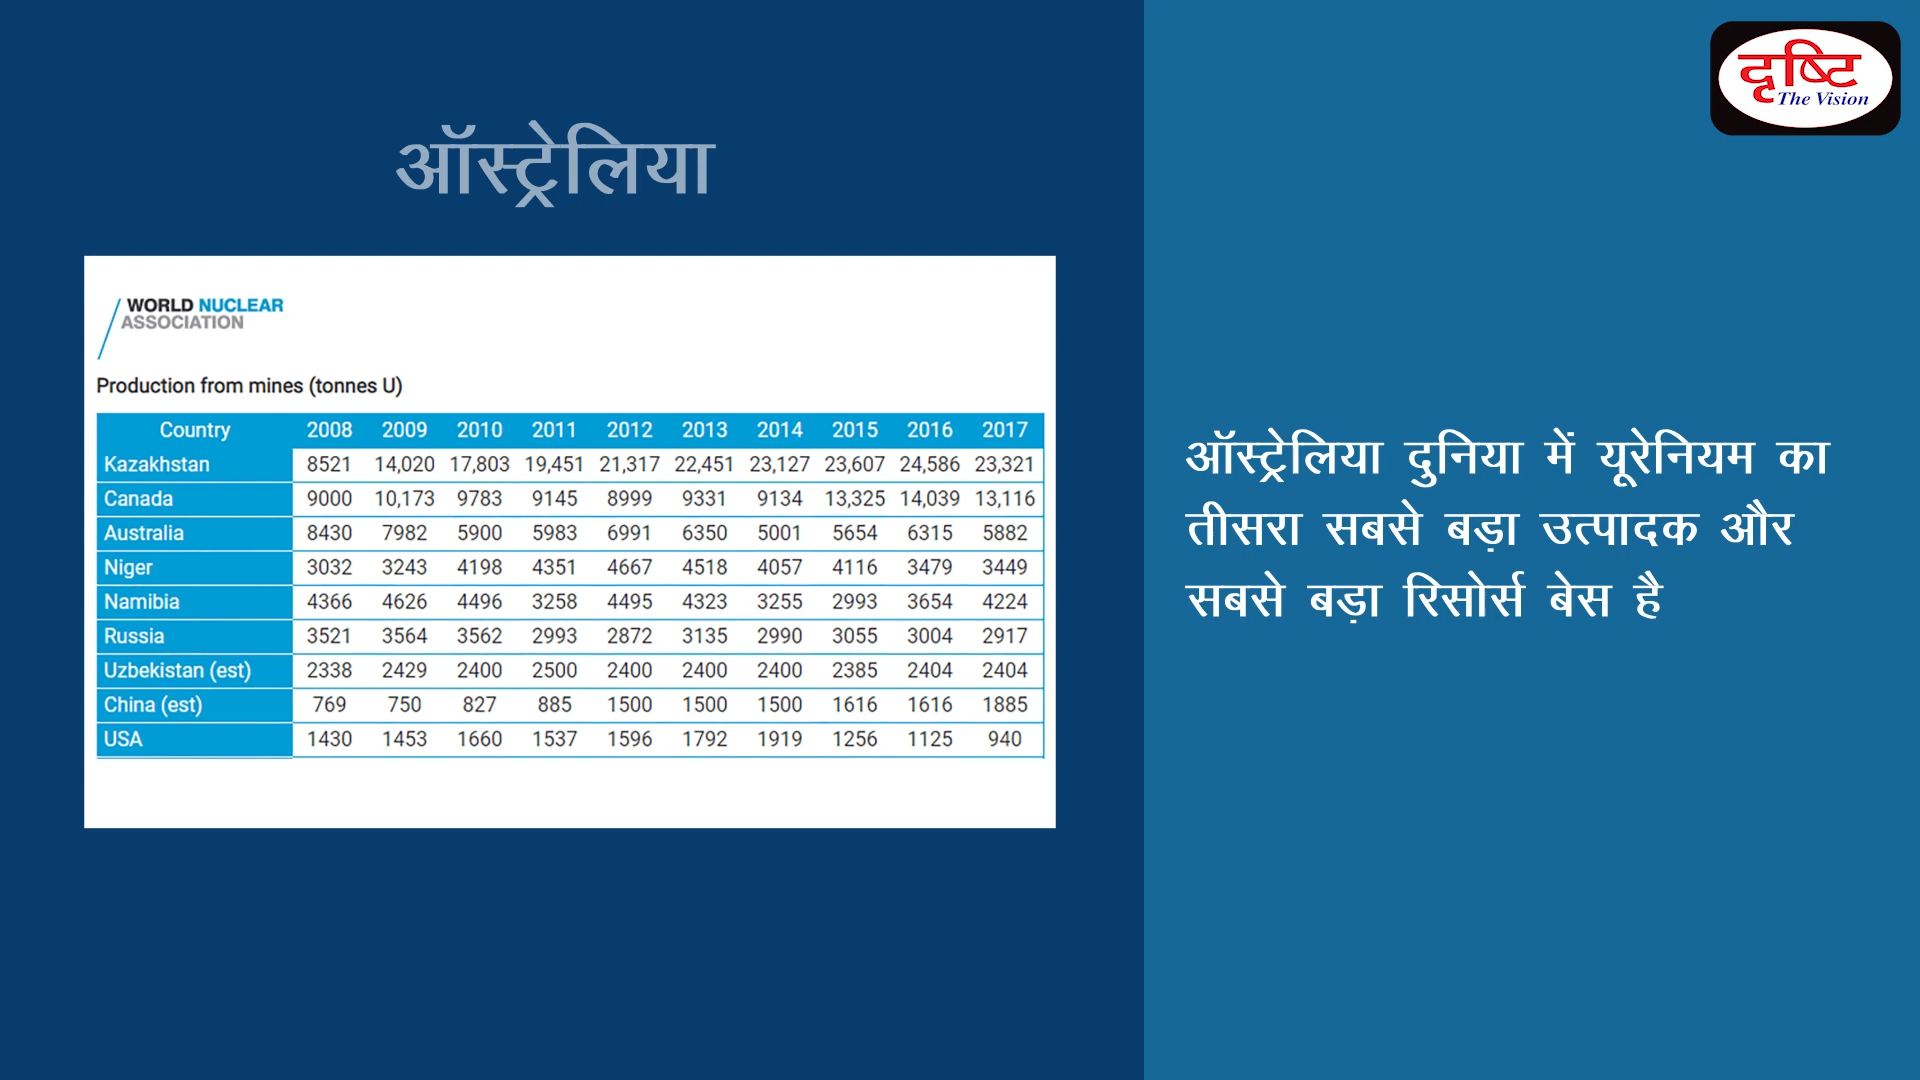 दृष्टि
The Vision
ऑस्ट्रेलिया
WORLD NUCLEAR
ASSOCIATION
Production from mines (tonnes U)
Country 2008 2009 2010 2011 2012 2013 2014 2015 2016 2017
Kazakhstan 8521 14,020 17,803 19,451 21,317 22,451 23,127 23,607 24,586 23,321
Canada 9000 10,173 9783 9145 8999 9331 9134 13,325 14,039 13,116
Australia 8430 7982 5900 5983 6991 6350 5001 5654 6315 5882
Niger 3032 3243 4198 4351 4667 4518 4057 4116 3479 3449
Namibia 4366 4626 4496 3258 4495 4323 3255 2993 3654 4224
Russia 3521 3564 3562 2993 2872 3135 2990 3055 3004 2917
Uzbekistan (est) 2338 2429 2400 2500 2400 2400 2400 2385 2404 2404
China (est) 769 750 827 885 1500 1500 1500 1616 1616 1885
USA 1430 1453 1660 1537 1596 1792 1919 1256 1125 940
ऑस्ट्रेलिया दुनिया में यूरेनियम का
तीसरा सबसे बड़ा उत्पादक और
सबसे बड़ा रिसोर्स बेस है